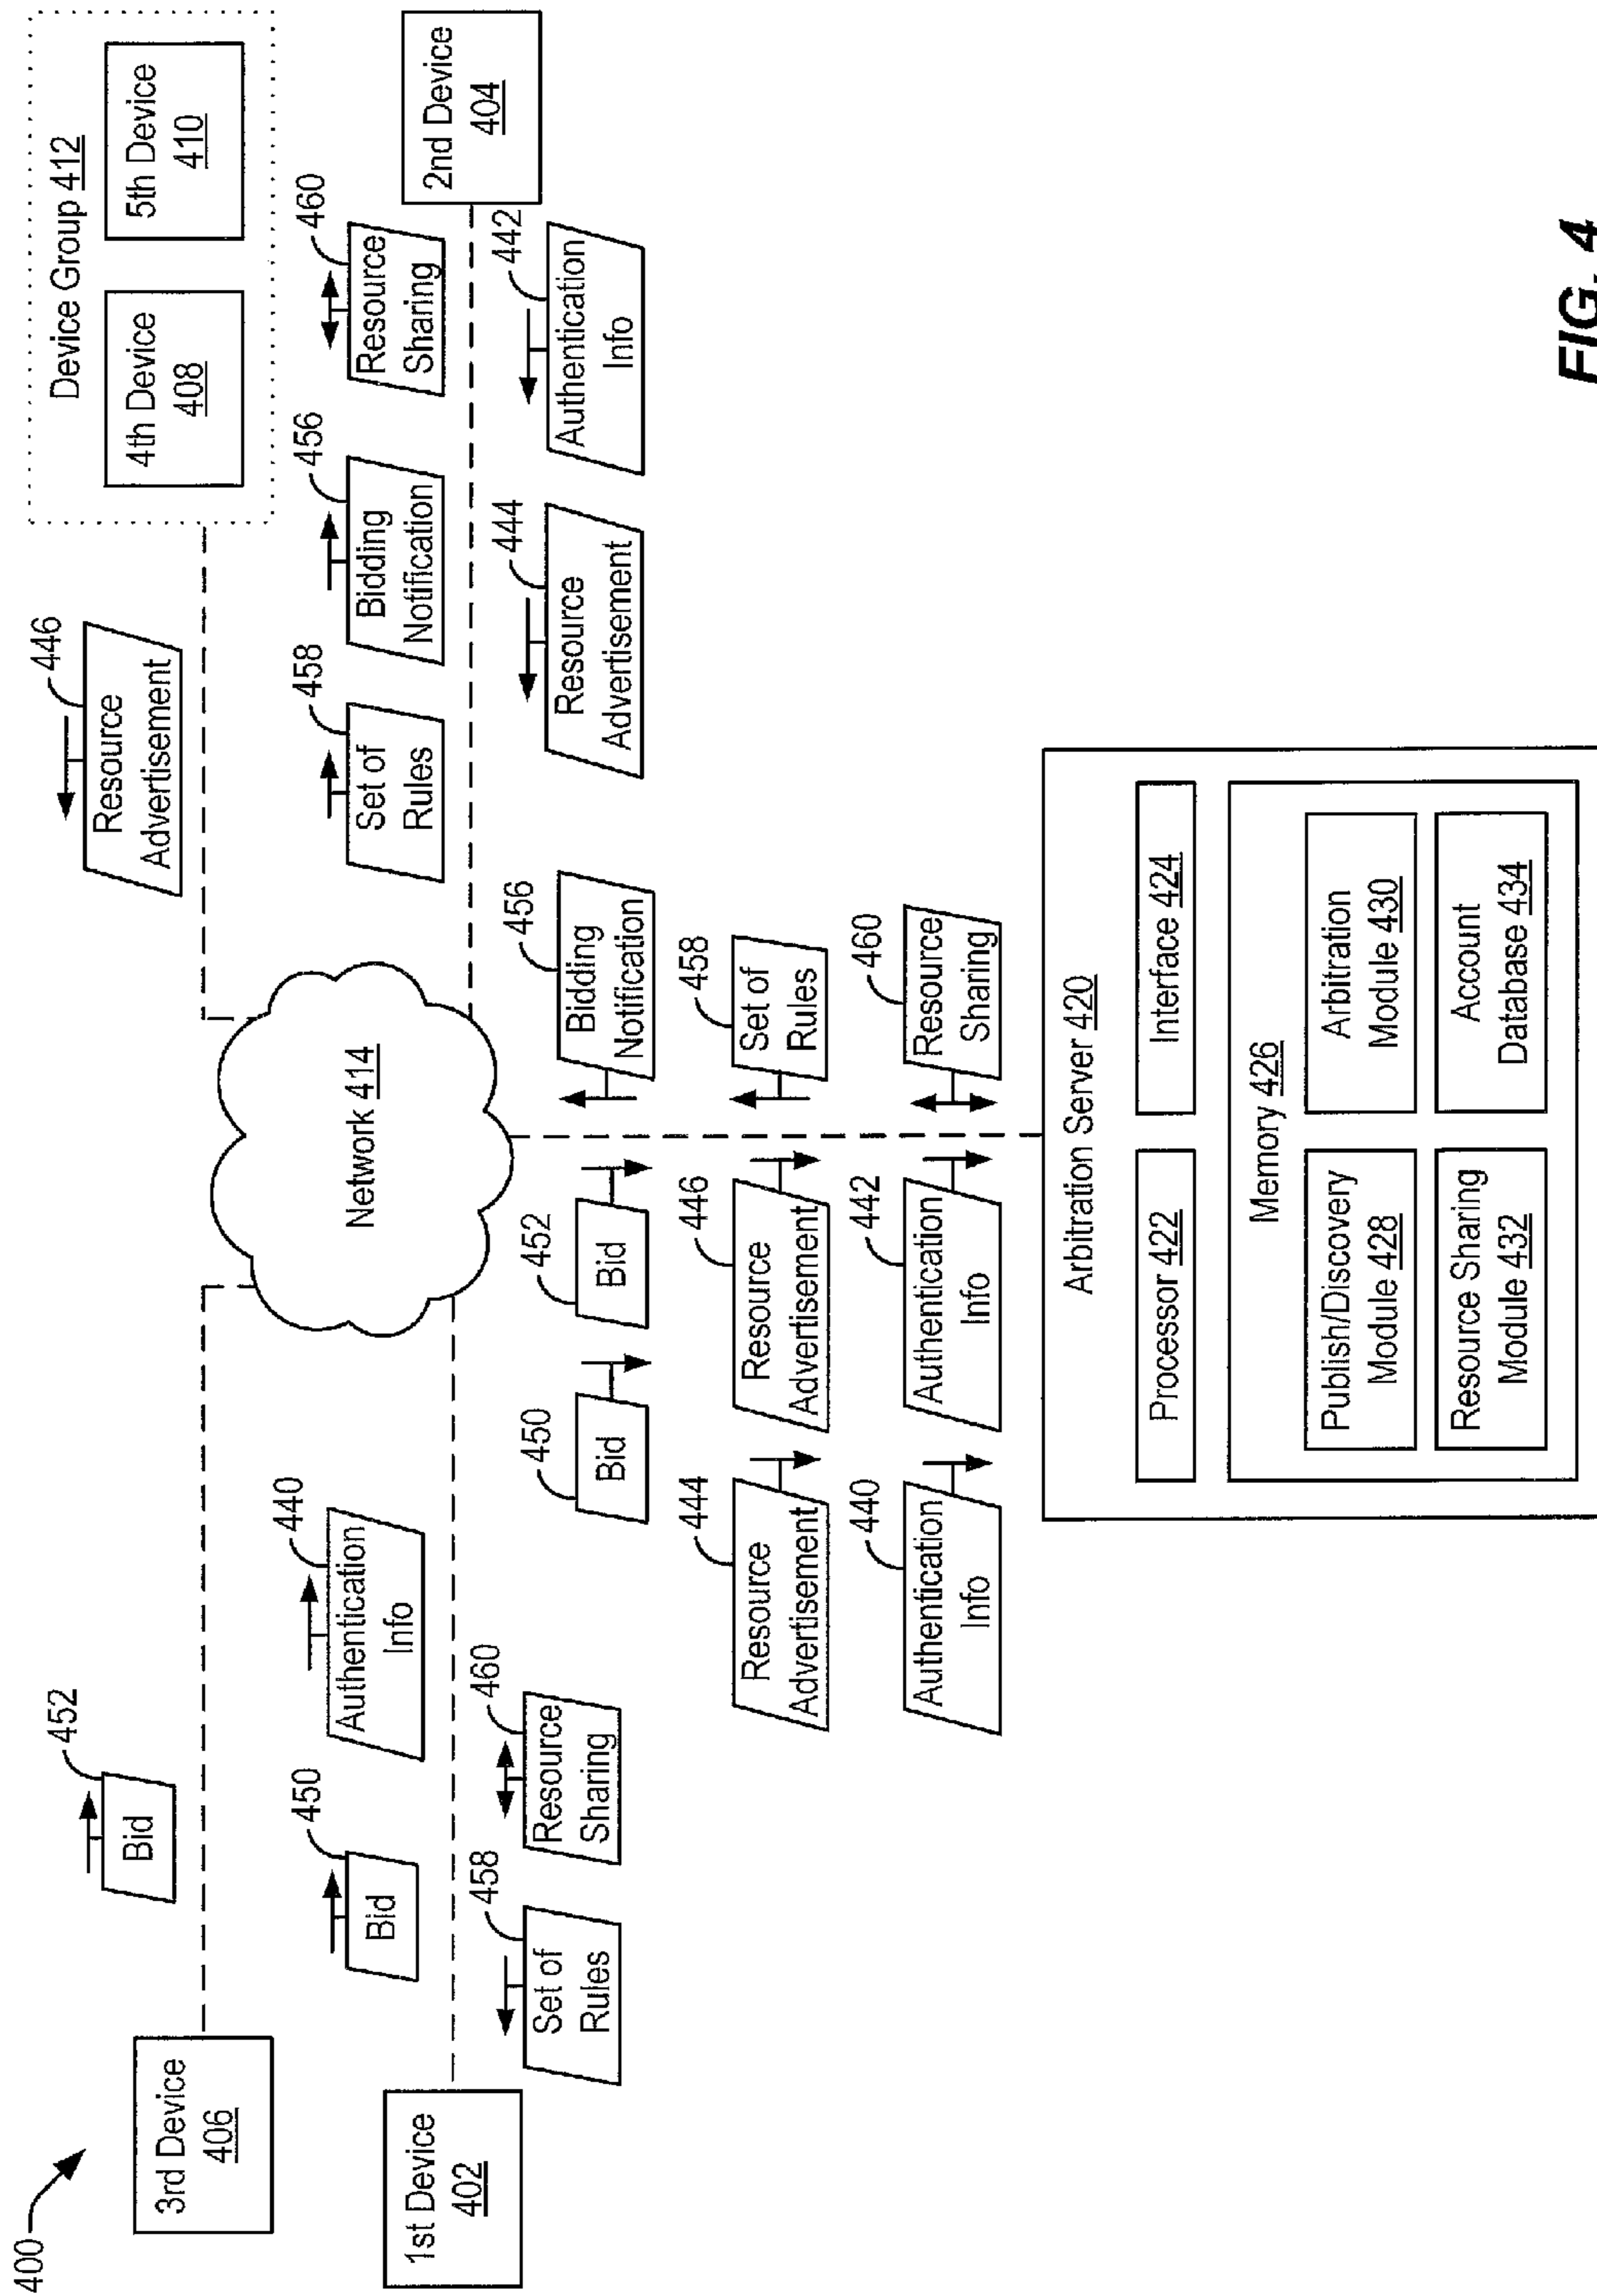 400
3rd Device
406
1st Device
402
452
Bid
450
Bid
440
Authentication
Info
458
Set of
Rules
460
Resource
Sharing
Network 414
446
Resource
Advertisement
Device Group 412
4th Device
408
5th Device
410
458
Set of
Rules
456
Bidding
Notification
460
Resource
Sharing
2nd Device
404
444
Resource
Advertisement
442
Authentication
Info
450
Bid
452
Bid
456
Bidding
Notification
444
Resource
Advertisement
446
Resource
Advertisement
458
Set of
Rules
440
Authentication
Info
442
Authentication
Info
460
Resource
Sharing
Arbitration Server 420
Processor 422
Interface 424
Memory 426
Publish/Discovery
Module 428
Arbitration
Module 430
Resource Sharing
Module 432
Account
Database 434
FIG. 4